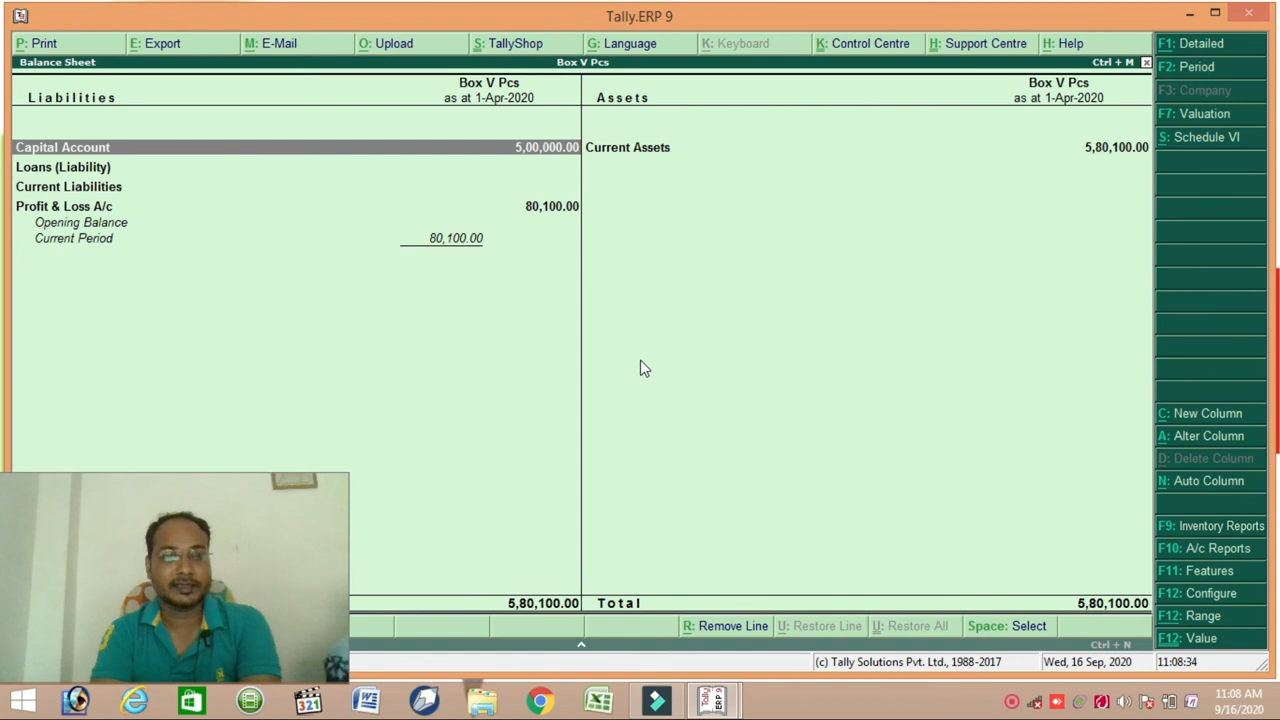 Tally.ERP 9
P: Print E: Export M: E-Mail O: Upload S: TallyShop G: Language K: Keyboard K: Control Centre H: Support Centre H: Help
Balance Sheet Box V Pcs Ctrl + M
Liabilities Box V Pcs as at 1-Apr-2020 Assets Box V Pcs as at 1-Apr-2020
Capital Account 5,00,000.00 Current Assets 5,80,100.00
Loans (Liability)
Current Liabilities
Profit & Loss A/c 80,100.00
Opening Balance
Current Period 80,100.00
5,80,100.00 Total 5,80,100.00
R: Remove Line U: Restore Line U: Restore All Space: Select
Ctrl + N
(c) Tally Solutions Pvt. Ltd., 1988-2017 Wed, 16 Sep, 2020 11:08:34
F1: Detailed
F2: Period
F3: Company
F7: Valuation
S: Schedule VI
C: New Column
A: Alter Column
D: Delete Column
N: Auto Column
F9: Inventory Reports
F10: A/c Reports
F11: Features
F12: Configure
F12: Range
F12: Value
321
Tally ERP 9
11:08 AM
9/16/2020